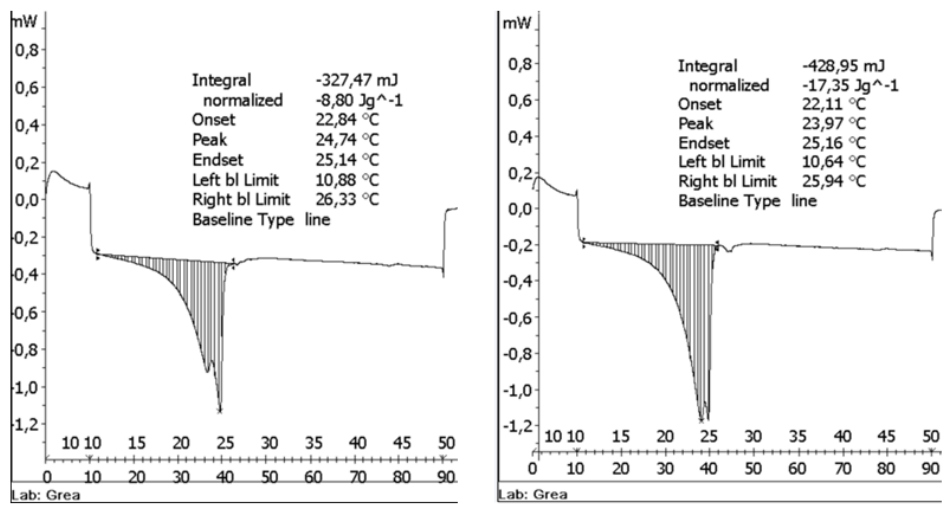 mW
0,8
0,6
0,4
0,2
0,0
-0,2
-0,4
-0,6
-0,8
-1,0
-1,2
Integral -327,47 mJ
normalized -8,80 Jg^-1
Onset 22,84 °C
Peak 24,74 °C
Endset 25,14 °C
Left bl Limit 10,88 °C
Right bl Limit 26,33 °C
Baseline Type line
10 10 15 20 25 30 35 40 45 50
0 10 20 30 40 50 60 70 80 90
Lab: Grea
mW
0,8
0,6
0,4
0,2
0,0
-0,2
-0,4
-0,6
-0,8
-1,0
-1,2
Integral -428,95 mJ
normalized -17,35 Jg^-1
Onset 22,11 °C
Peak 23,97 °C
Endset 25,16 °C
Left bl Limit 10,64 °C
Right bl Limit 25,94 °C
Baseline Type line
10 10 15 20 25 30 35 40 45 50
0 10 20 30 40 50 60 70 80 90
Lab: Grea